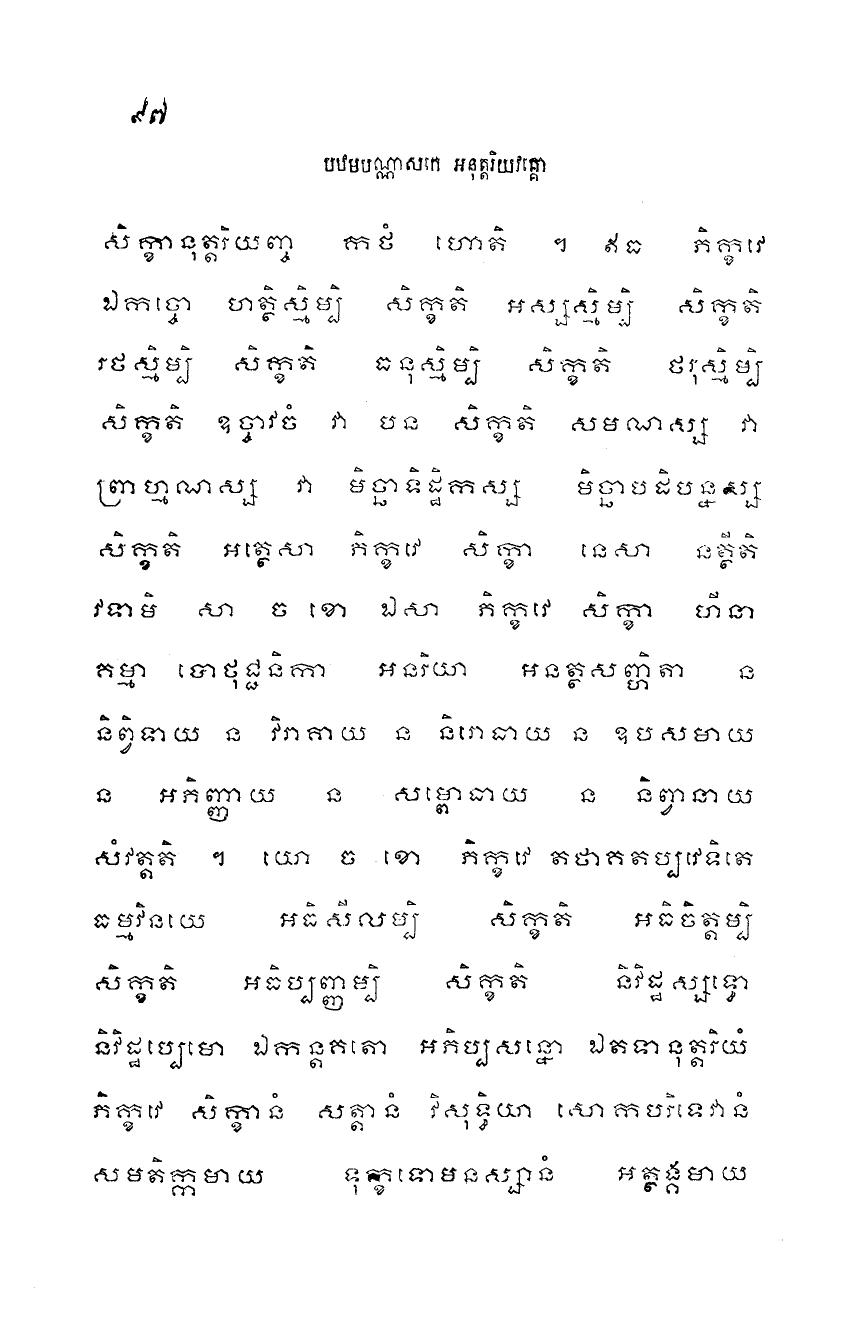 ៩៧
បឋមបណ្ណាសកេ អនុត្តរិយវគ្គោ
សិក្ខានុត្តរិយញ្ច កថំ ហោតិ ។ ឥធ ភិក្ខវេ
ឯកច្ចោ ហត្ថិស្មិម្បិ សិក្ខតិ អស្សស្មិម្បិ សិក្ខតិ
រថស្មិម្បិ សិក្ខតិ ធនុស្មិម្បិ សិក្ខតិ ថរុស្មិម្បិ
សិក្ខតិ ឧច្ចាវចំ វា បន សិក្ខតិ សមណស្ស វា
ព្រាហ្មណស្ស វា មិច្ឆាទិដ្ឋិកស្ស មិច្ឆាបដិបន្នស្ស
សិក្ខតិ អត្ថេសា ភិក្ខវេ សិក្ខា នេសា នត្ថីតិ
វទាមិ សា ច ខោ ឯសា ភិក្ខវេ សិក្ខា ហីនា
គម្មា ទោថុជ្ជនិកា អនរិយា អនត្ថសញ្ហិតា ន
និព្វិទាយ ន វិរាគាយ ន និរោធាយ ន ឧបសមាយ
ន អភិញ្ញាយ ន សម្ពោធាយ ន និព្វានាយ
សំវត្តតិ ។ យោ ច ខោ ភិក្ខវេ តថាគតប្បវេទិតេ
ធម្មវិនយេ អធិសីលម្បិ សិក្ខតិ អធិចិត្តម្បិ
សិក្ខតិ អធិប្បញ្ញម្បិ សិក្ខតិ និវិដ្ឋស្សទ្ធោ
និវិដ្ឋប្បេមោ ឯកន្តគតោ អភិប្បសន្នោ ឯតទានុត្តរិយំ
ភិក្ខវេ សិក្ខានំ សត្តានំ វិសុទ្ធិយា សោកបរិទេវានំ
សមតិក្កមាយ ទុក្ខទោមនស្សានំ អត្ថង្គមាយ